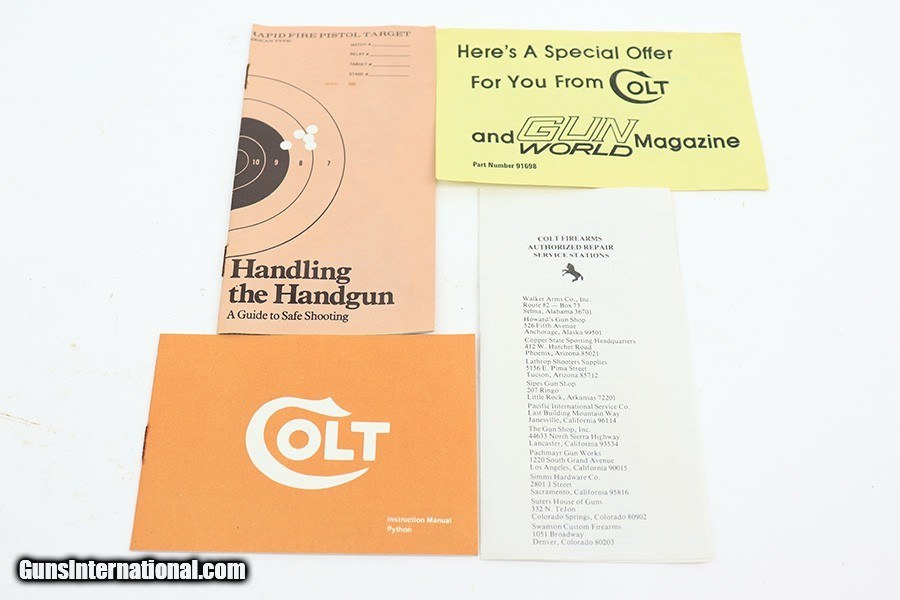 RAPID FIRE PISTOL TARGET
MATCH #
RELAY #
TARGET #
STAGE #
10 9 8 7
Handling
the Handgun
A Guide to Safe Shooting
Here's A Special Offer
For You From COLT
and GUN WORLD Magazine
Part Number 91698
COLT
Instruction Manual
Python
COLT FIREARMS
AUTHORIZED REPAIR
SERVICE STATIONS
Walker Arms Co., Inc.
Route #2 — Box 73
Selma, Alabama 36701
Howard's Gun Shop
526 Fifth Avenue
Anchorage, Alaska 99501
Copper State Sporting Headquarters
412 W. Hatcher Road
Phoenix, Arizona 85021
Lathrop Shooters Supplies
5156 E. Pima Street
Tucson, Arizona 85712
Sipes Gun Shop
207 Ringo
Little Rock, Arkansas 72201
Pacific International Service Co.
Last Building Mountain Way
Janesville, California 96114
The Gun Shop, Inc.
44633 North Sierra Highway
Lancaster, California 93534
Pachmayr Gun Works
1220 South Grand Avenue
Los Angeles, California 90015
Simms Hardware Co.
2801 J Street
Sacramento, California 95816
Suters House of Guns
332 N. TeJon
Colorado Springs, Colorado 80902
Swanson Custom Firearms
1051 Broadway
Denver, Colorado 80203
GunsInternational.com